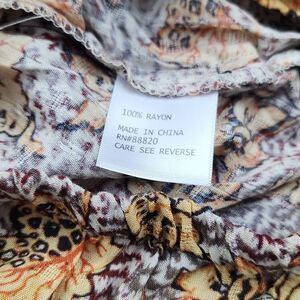 100% RAYON
MADE IN CHINA
RN#88820
CARE SEE REVERSE